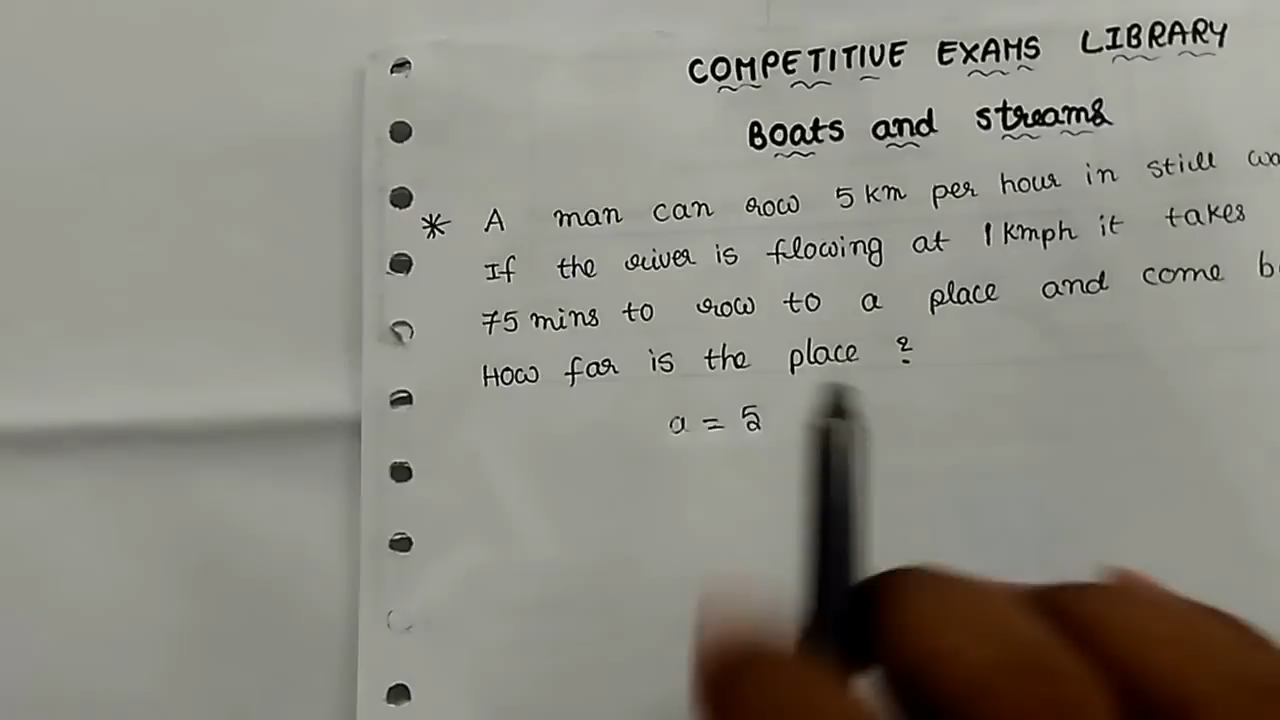 COMPETITIVE EXAMS LIBRARY
Boats and streams
* A man can row 5 km per hour in still
If the river is flowing at 1 kmph it takes
75 mins to row to a place and come
How far is the place ?
a = 5